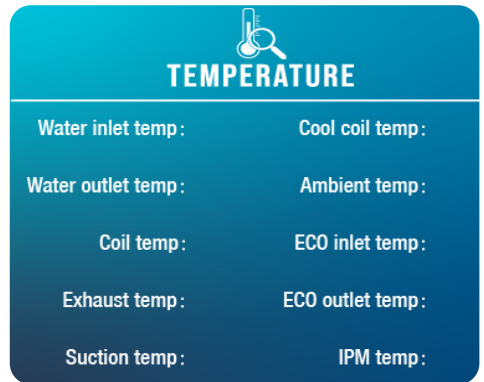 TEMPERATURE
Water inlet temp: Cool coil temp:
Water outlet temp: Ambient temp:
Coil temp: ECO inlet temp:
Exhaust temp: ECO outlet temp:
Suction temp: IPM temp: